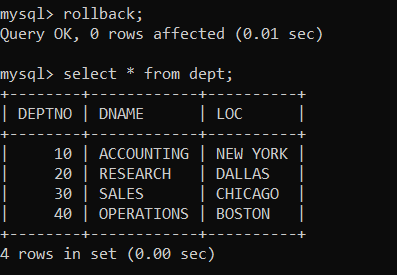 mysql> rollback;
Query OK, 0 rows affected (0.01 sec)

mysql> select * from dept;
+--------+------------+----------+
| DEPTNO | DNAME      | LOC      |
+--------+------------+----------+
|     10 | ACCOUNTING | NEW YORK |
|     20 | RESEARCH   | DALLAS   |
|     30 | SALES      | CHICAGO  |
|     40 | OPERATIONS | BOSTON   |
+--------+------------+----------+
4 rows in set (0.00 sec)